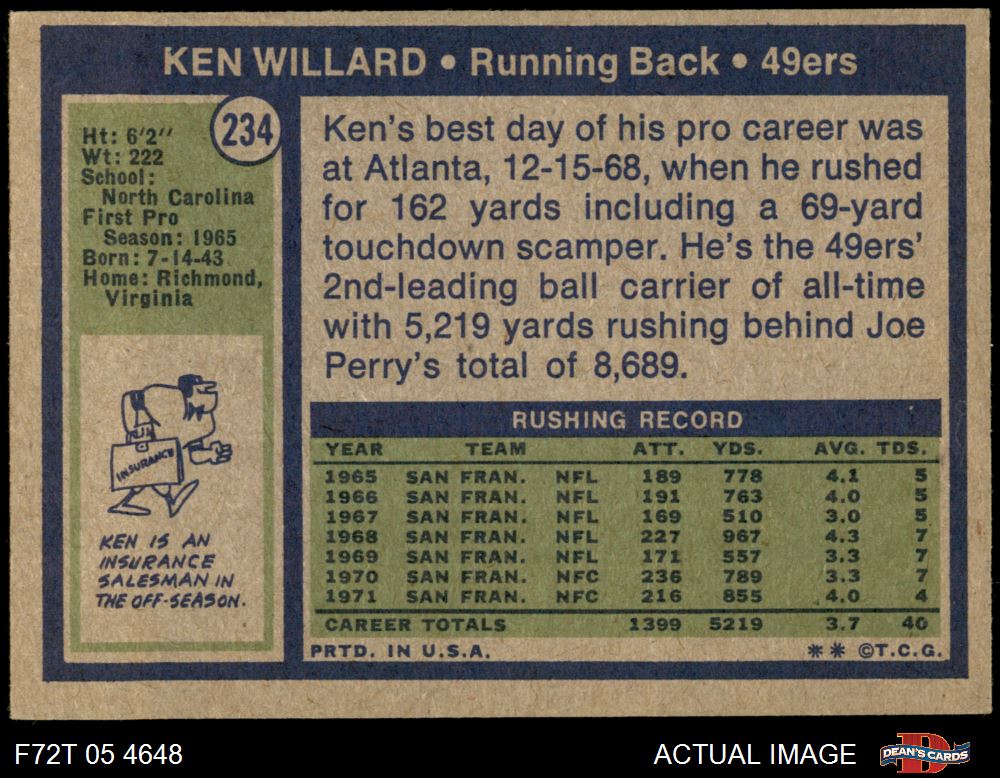 KEN WILLARD • Running Back • 49ers
234
Ht: 6'2"
Wt: 222
School:
North Carolina
First Pro
Season: 1965
Born: 7-14-43
Home: Richmond,
Virginia
INSURANCE
KEN IS AN
INSURANCE
SALESMAN IN
THE OFF-SEASON.
Ken's best day of his pro career was
at Atlanta, 12-15-68, when he rushed
for 162 yards including a 69-yard
touchdown scamper. He's the 49ers'
2nd-leading ball carrier of all-time
with 5,219 yards rushing behind Joe
Perry's total of 8,689.
RUSHING RECORD
YEAR TEAM ATT. YDS. AVG. TDS.
1965 SAN FRAN. NFL 189 778 4.1 5
1966 SAN FRAN. NFL 191 763 4.0 5
1967 SAN FRAN. NFL 169 510 3.0 5
1968 SAN FRAN. NFL 227 967 4.3 7
1969 SAN FRAN. NFL 171 557 3.3 7
1970 SAN FRAN. NFC 236 789 3.3 7
1971 SAN FRAN. NFC 216 855 4.0 4
CAREER TOTALS 1399 5219 3.7 40
PRTD. IN U.S.A. ** ©T.C.G.
F72T 05 4648
ACTUAL IMAGE
DEAN'S CARDS